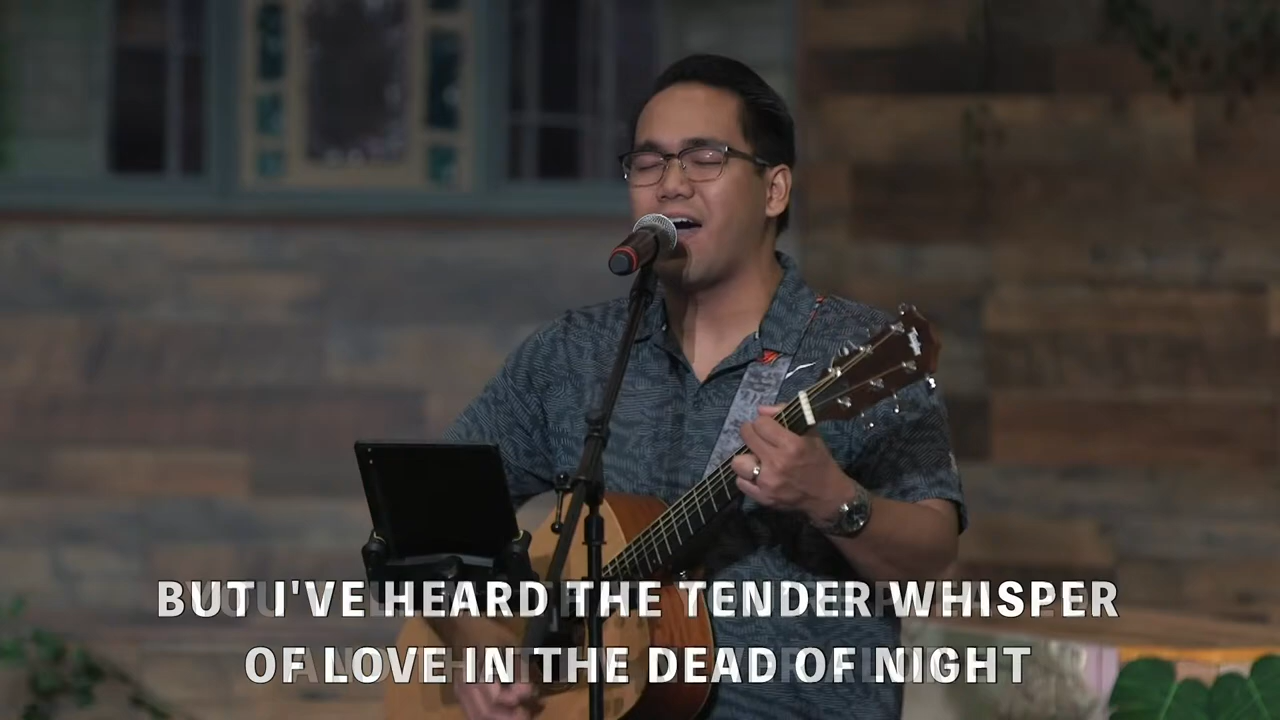 BUT I'VE HEARD THE TENDER WHISPER
OF LOVE IN THE DEAD OF NIGHT